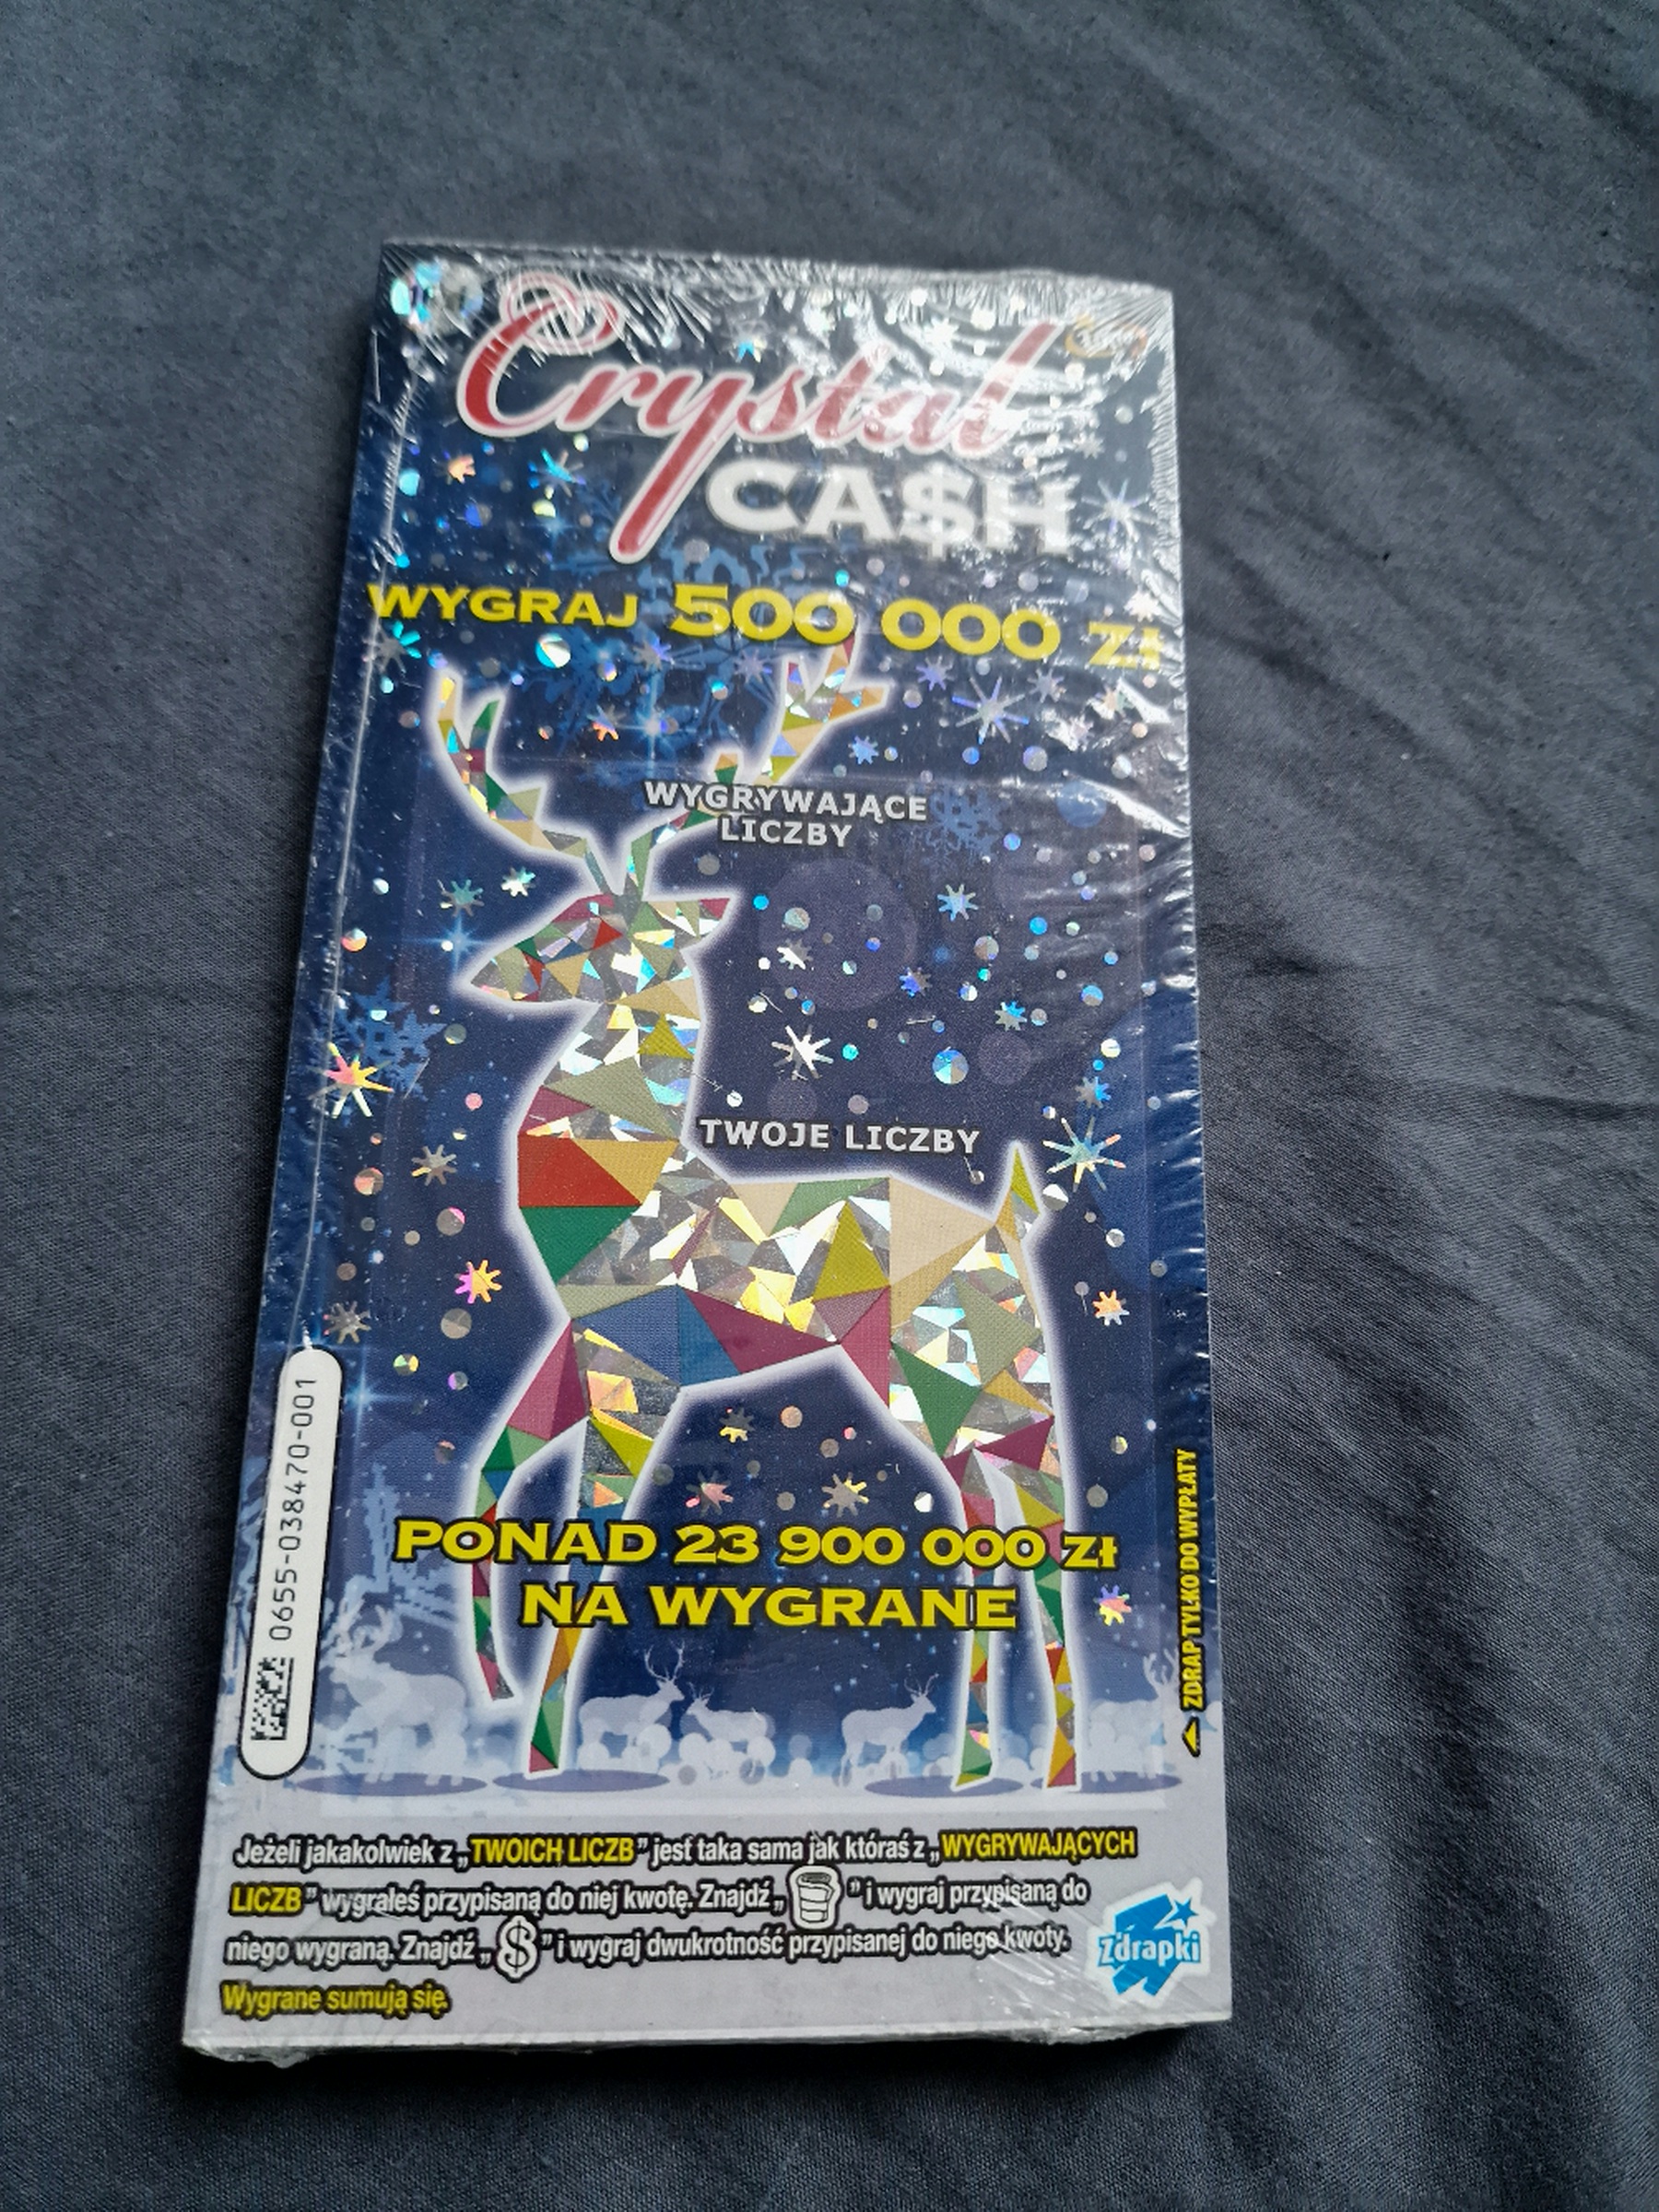 Crystal
CA$H
WYGRAJ 500 000 ZŁ
WYGRYWAJĄCE
LICZBY
TWOJE LICZBY
0655-038470-001
PONAD 23 900 000 ZŁ
NA WYGRANE
ZDRAP TYLKO DO WYPŁATY
Jeżeli jakakolwiek z „TWOICH LICZB” jest taka sama jak któraś z „WYGRYWAJĄCYCH
LICZB” wygrałeś przypisaną do niej kwotę. Znajdź „ ” i wygraj przypisaną do
niego wygraną. Znajdź „$” i wygraj dwukrotność przypisanej do niego kwoty.
Wygrane sumują się.
Zdrapki